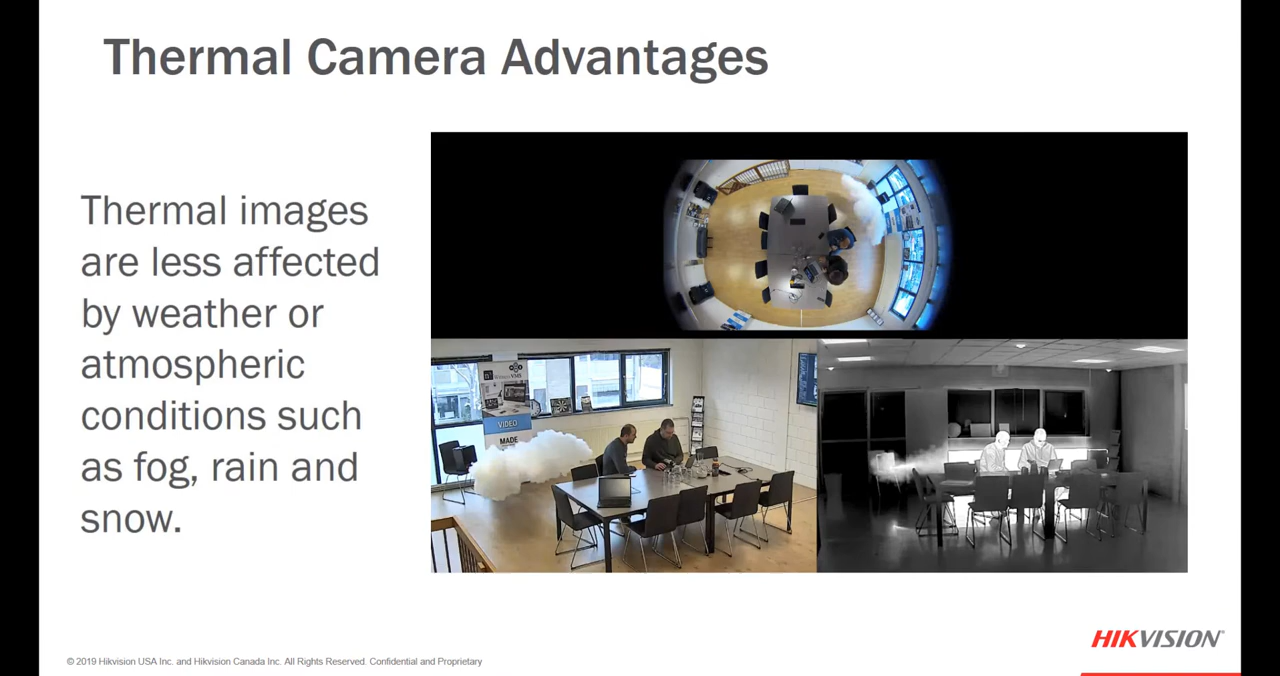 Thermal Camera Advantages
Thermal images
are less affected
by weather or
atmospheric
conditions such
as fog, rain and
snow.
VIDEO
MADE
HIKVISION
© 2019 Hikvision USA Inc. and Hikvision Canada Inc. All Rights Reserved. Confidential and Proprietary